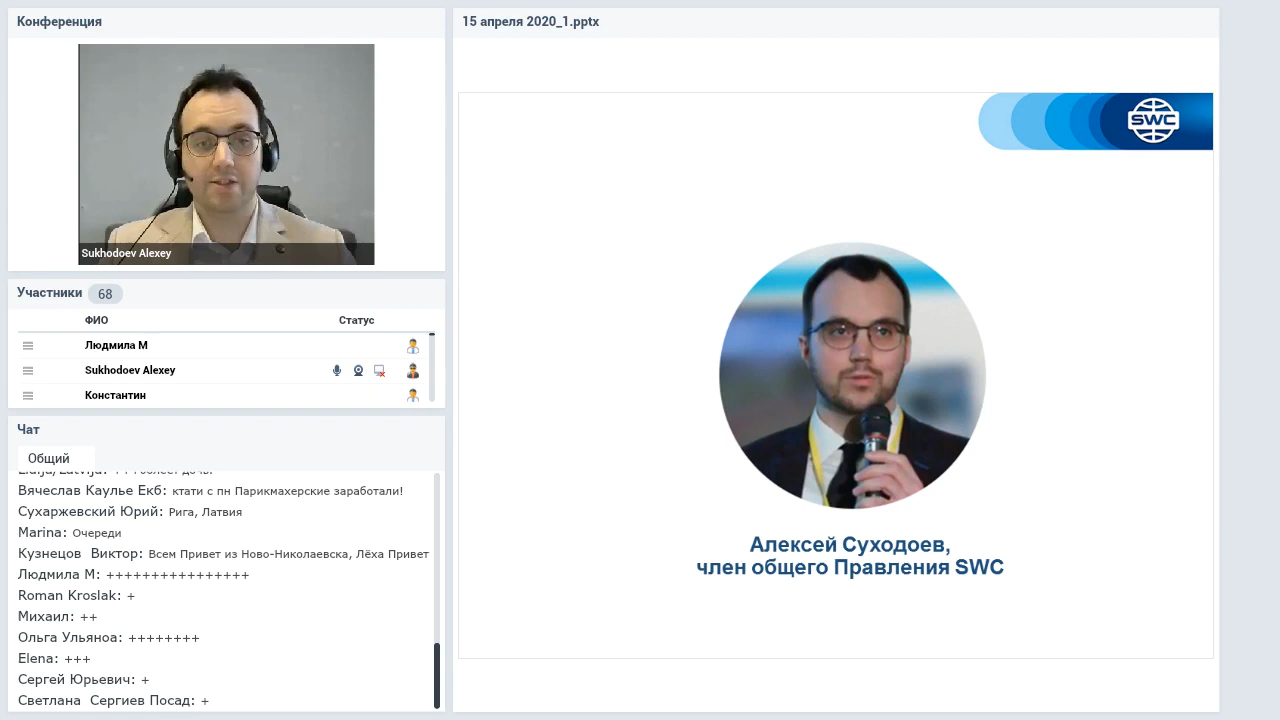 Конференция
Sukhodoev Alexey
Участники 68
ФИО Статус
Людмила М
Sukhodoev Alexey
Константин
Чат
Общий
Вячеслав Каулье Екб: ктати с пн Парикмахерские заработали!
Сухаржевский Юрий: Рига, Латвия
Marina: Очереди
Кузнецов Виктор: Всем Привет из Ново-Николаевска, Лёха Привет
Людмила М: ++++++++++++++++
Roman Kroslak: +
Михаил: ++
Ольга Ульяноа: ++++++++
Elena: +++
Сергей Юрьевич: +
Светлана Сергиев Посад: +
15 апреля 2020_1.pptx
SWC
Алексей Суходоев,
член общего Правления SWC